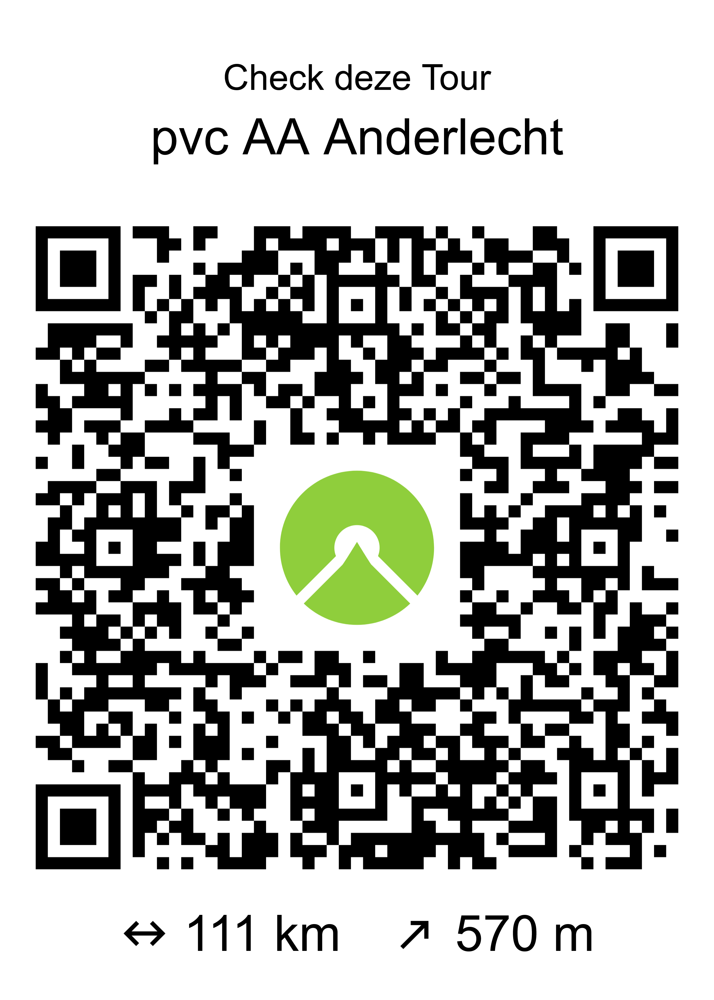 Check deze Tour
pvc AA Anderlecht
↔ 111 km ↗ 570 m